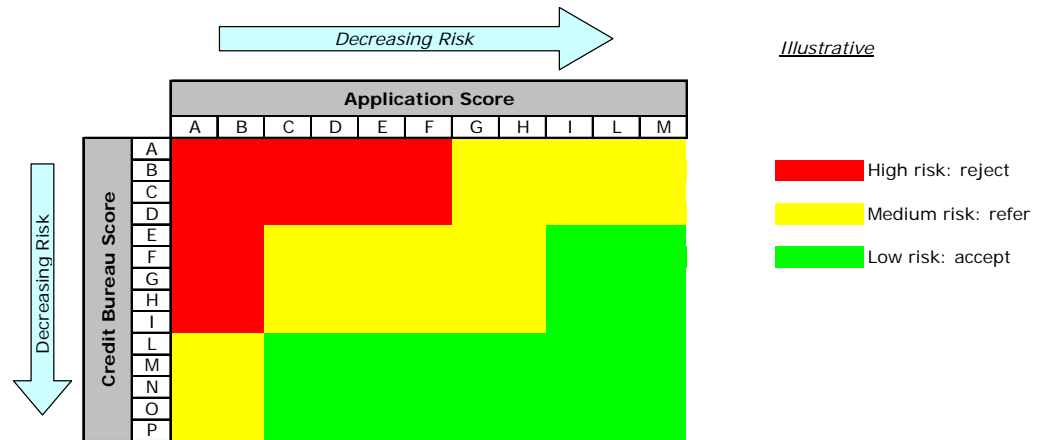 Decreasing Risk
Illustrative
Application Score
A B C D E F G H I L M
Decreasing Risk
Credit Bureau Score
A
B
C
D
E
F
G
H
I
L
M
N
O
P
High risk: reject
Medium risk: refer
Low risk: accept